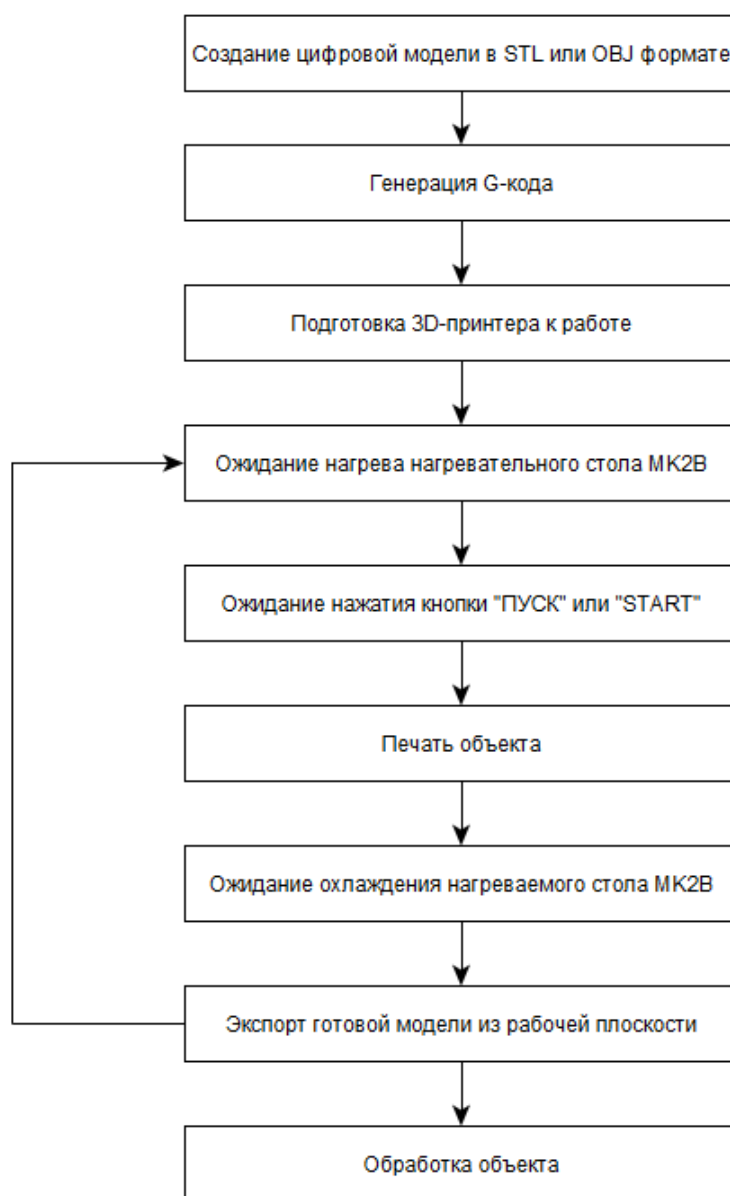 Создание цифровой модели в STL или OBJ формате
Генерация G-кода
Подготовка 3D-принтера к работе
Ожидание нагрева нагревательного стола MK2B
Ожидание нажатия кнопки "ПУСК" или "START"
Печать объекта
Ожидание охлаждения нагреваемого стола MK2B
Экспорт готовой модели из рабочей плоскости
Обработка объекта